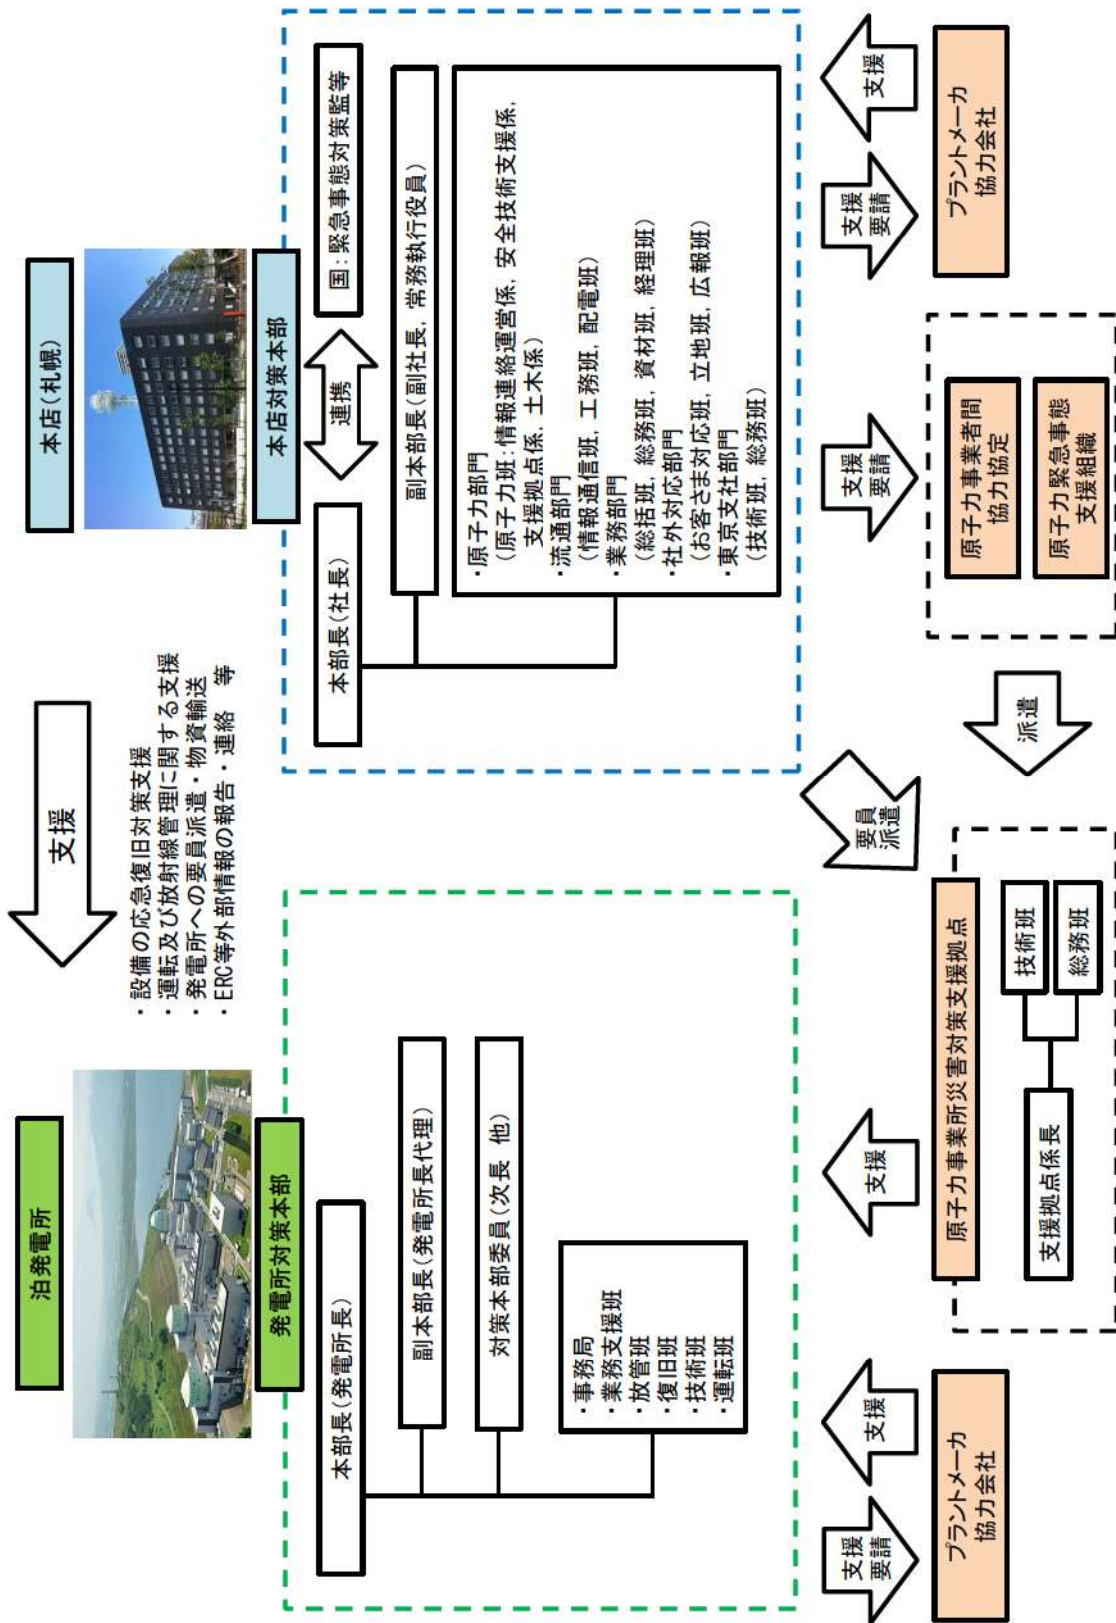 泊発電所
発電所対策本部
本部長(発電所長)
副本部長(発電所長代理)
対策本部委員(次長 他)
・事務局
・業務支援班
・放管班
・復旧班
・技術班
・運転班
支援
要請
支援
プラントメーカ
協力会社
支援
・設備の応急復旧対策支援
・運転及び放射線管理に関する支援
・発電所への要員派遣・物資輸送
・ERC等外部情報の報告・連絡 等
本店(札幌)
本店対策本部
本部長(社長)
連携
国:緊急事態対策監等
副本部長(副社長, 常務執行役員)
・原子力部門
(原子力班:情報連絡運営係, 安全技術支援係,
支援拠点係, 土木係)
・流通部門
(情報通信班, 工務班, 配電班)
・業務部門
(総括班, 総務班, 資材班, 経理班)
・社外対応部門
(お客さま対応班, 立地班, 広報班)
・東京支社部門
(技術班, 総務班)
支援
要員
派遣
原子力事業所災害対策支援拠点
支援拠点係長
技術班
総務班
派遣
支援
要請
原子力事業者間
協力協定
原子力緊急事態
支援組織
支援
要請
支援
プラントメーカ
協力会社